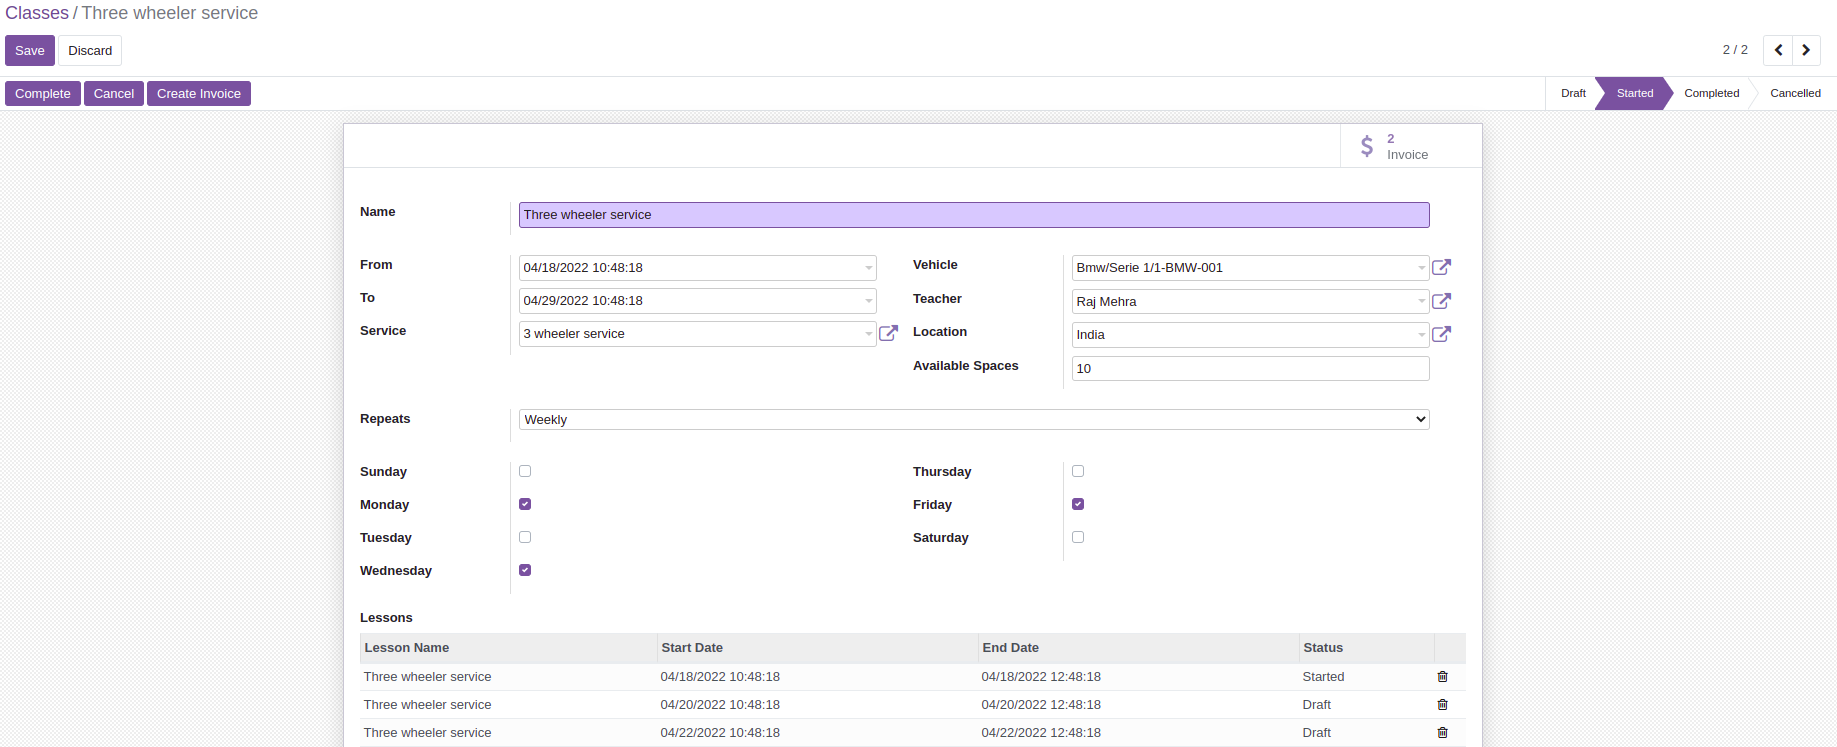 Classes / Three wheeler service
Save Discard 2 / 2
Complete Cancel Create Invoice Draft Started Completed Cancelled
2
Invoice
Name Three wheeler service
From 04/18/2022 10:48:18 Vehicle Bmw/Serie 1/1-BMW-001
To 04/29/2022 10:48:18 Teacher Raj Mehra
Service 3 wheeler service Location India
Available Spaces 10
Repeats Weekly
Sunday Thursday
Monday Friday
Tuesday Saturday
Wednesday
Lessons
Lesson Name Start Date End Date Status
Three wheeler service 04/18/2022 10:48:18 04/18/2022 12:48:18 Started
Three wheeler service 04/20/2022 10:48:18 04/20/2022 12:48:18 Draft
Three wheeler service 04/22/2022 10:48:18 04/22/2022 12:48:18 Draft